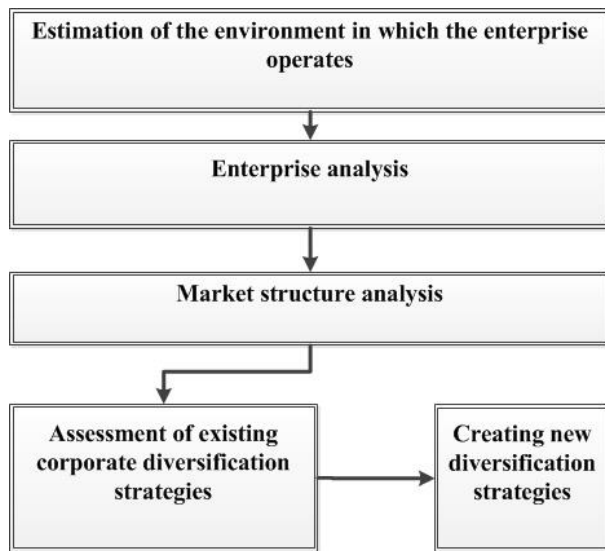 Estimation of the environment in which the enterprise
operates
Enterprise analysis
Market structure analysis
Assessment of existing
corporate diversification
strategies
Creating new
diversification
strategies